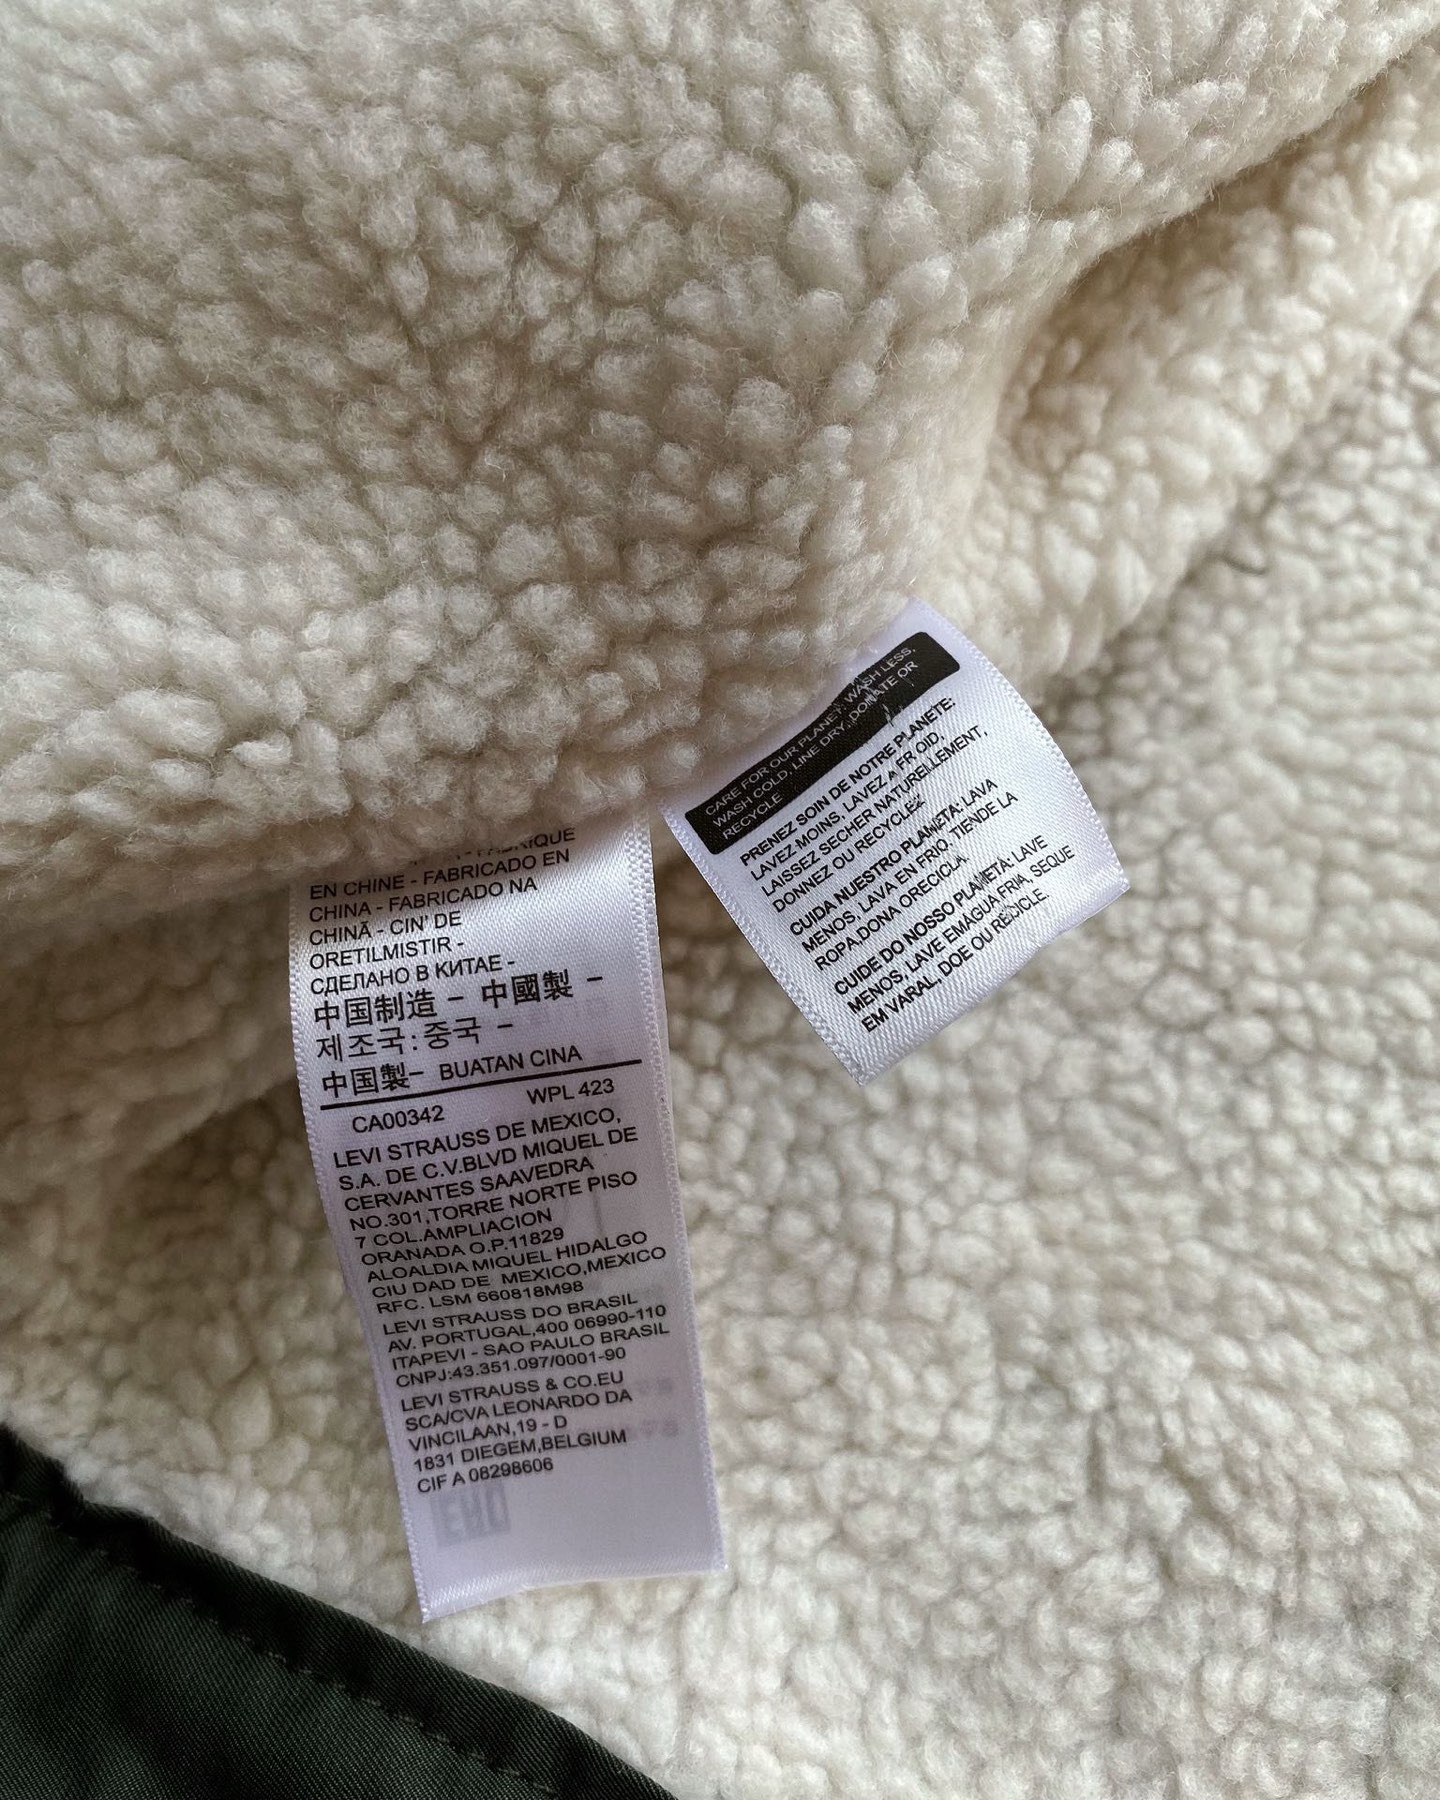 EN CHINE - FABRICADO EN
CHINA - FABRICADO NA
CHINĂ - CIN' DE
ORETILMISTIR -
СДЕЛАНО В КИТАЕ -
中国制造 - 中國製 -
제조국:중국 -
中国製- BUATAN CINA
CA00342 WPL 423
LEVI STRAUSS DE MEXICO,
S.A. DE C.V.BLVD MIQUEL DE
CERVANTES SAAVEDRA
NO.301,TORRE NORTE PISO
7 COL.AMPLIACION
ORANADA O.P.11829
ALOALDIA MIQUEL HIDALGO
CIU DAD DE MEXICO,MEXICO
RFC. LSM 660818M98
LEVI STRAUSS DO BRASIL
AV. PORTUGAL,400 06990-110
ITAPEVI - SAO PAULO BRASIL
CNPJ:43.351.097/0001-90
LEVI STRAUSS & CO.EU
SCA/CVA LEONARDO DA
VINCILAAN,19 - D
1831 DIEGEM,BELGIUM
CIF A 08298606
CARE FOR OUR PLANET: WASH LESS,
WASH COLD, LINE DRY, DONATE OR
RECYCLE
PRENEZ SOIN DE NOTRE PLANETE:
LAVEZ MOINS, LAVEZ A FR OID,
LAISSEZ SECHER NATURELLEMENT,
DONNEZ OU RECYCLEZ
CUIDA NUESTRO PLAMETA: LAVA
MENOS, LAVA EN FRIO, TIENDE LA
ROPA,DONA ORECICLA.
CUIDE DO NOSSO PLAMETA: LAVE
MENOS, LAVE EMAGUA FRIA, SEQUE
EM VARAL, DOE OU RECICLE.